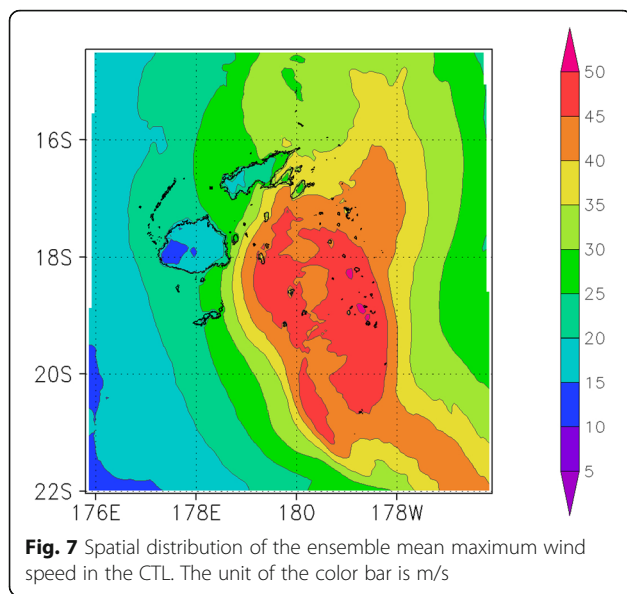 50
45
16S
40
35
30
18S
25
20
20S
15
10
5
22S
176E 178E 180 178W
Fig. 7 Spatial distribution of the ensemble mean maximum wind
speed in the CTL. The unit of the color bar is m/s